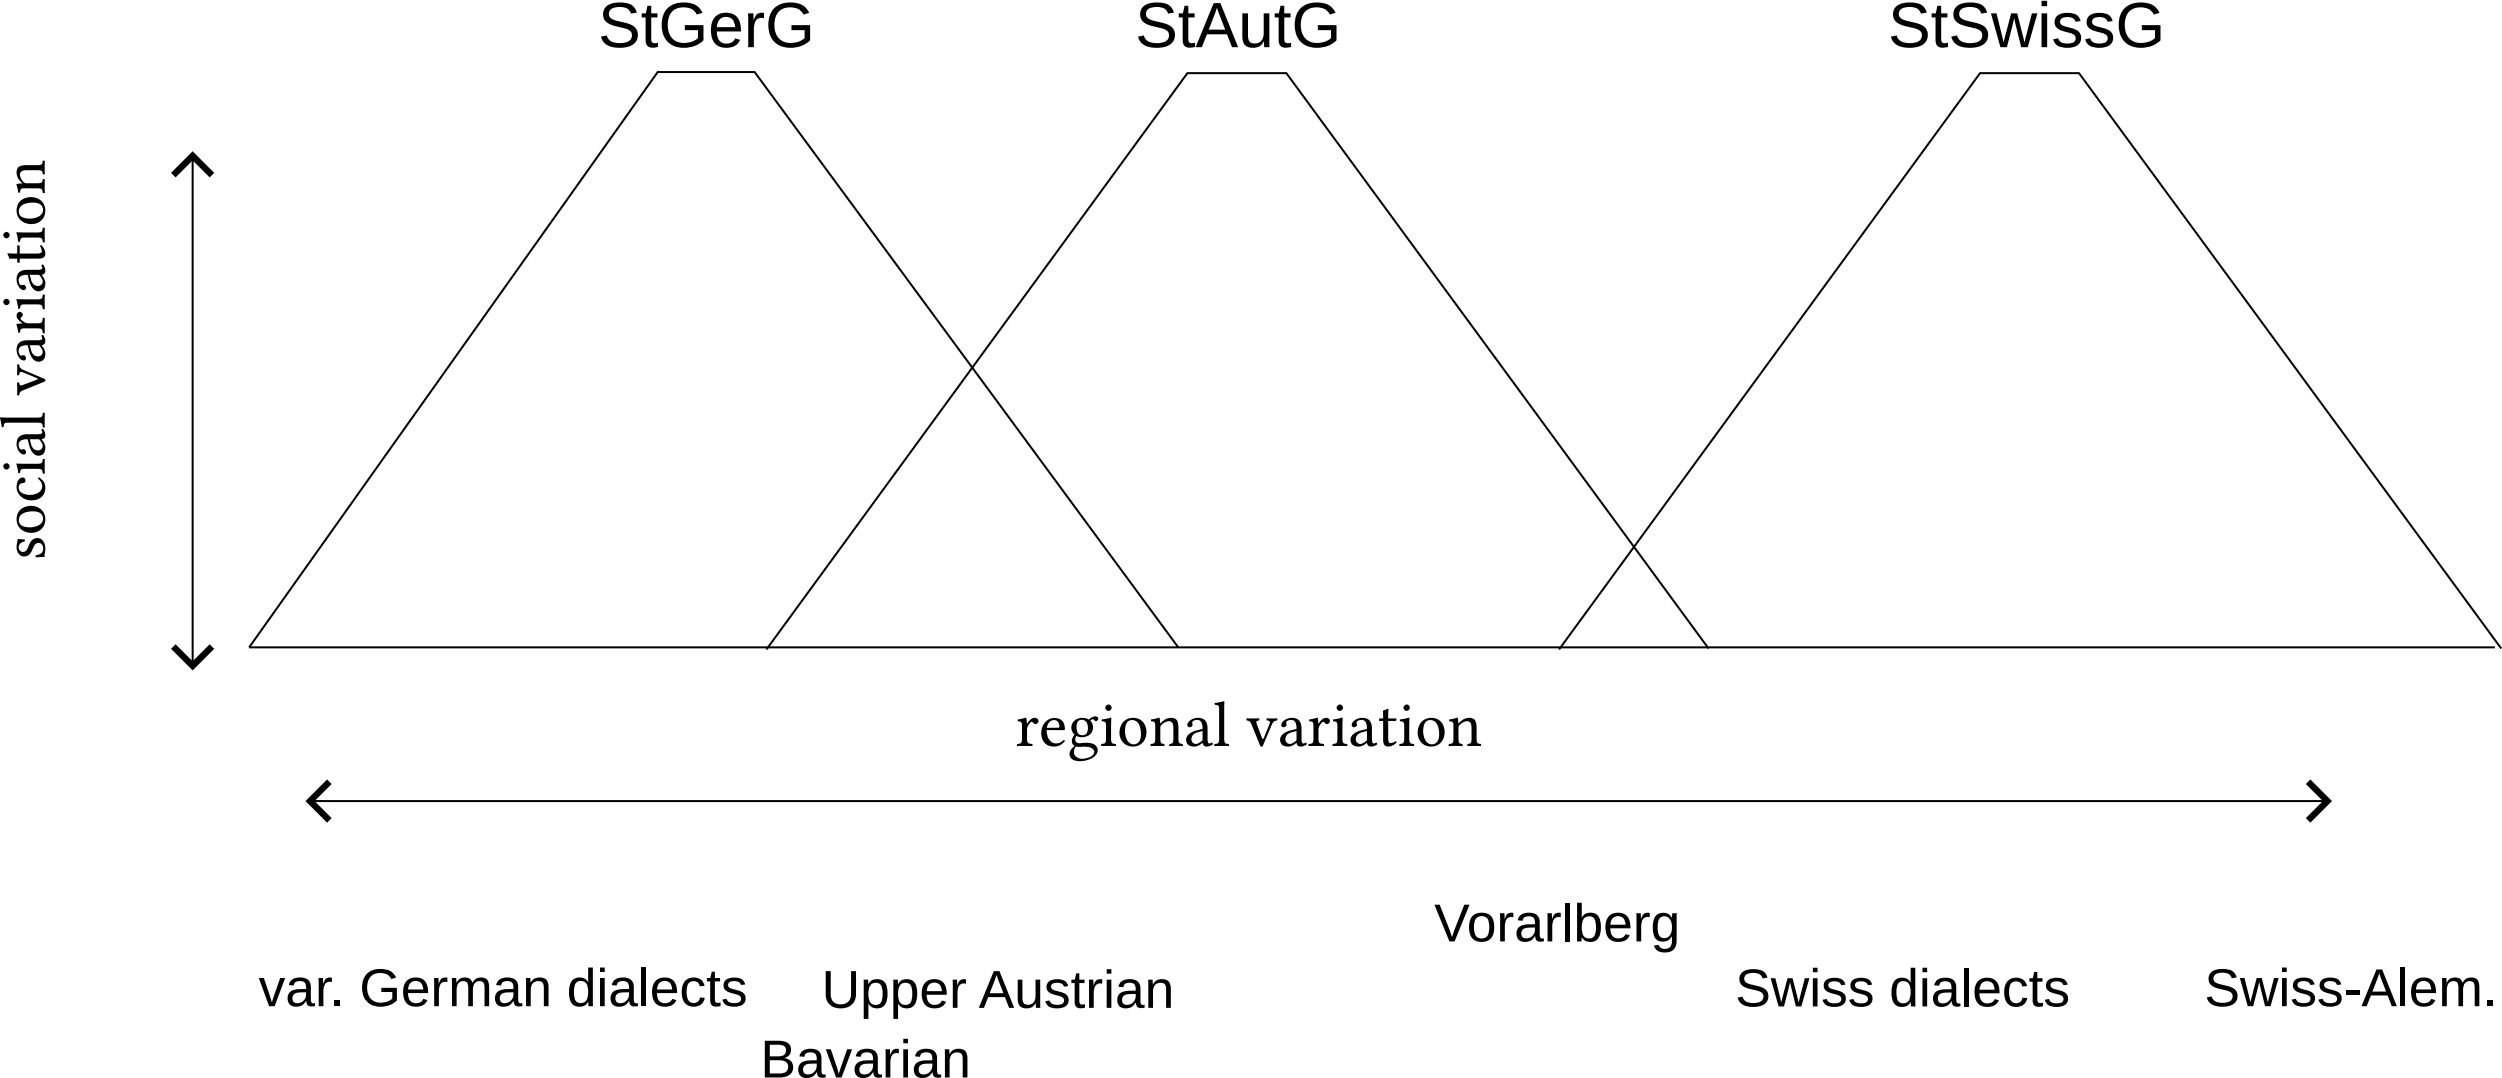 StGerG
StAutG
StSwissG
social variation
regional variation
Vorarlberg
var. German dialects
Upper Austrian
Swiss dialects
Swiss-Alem.
Bavarian